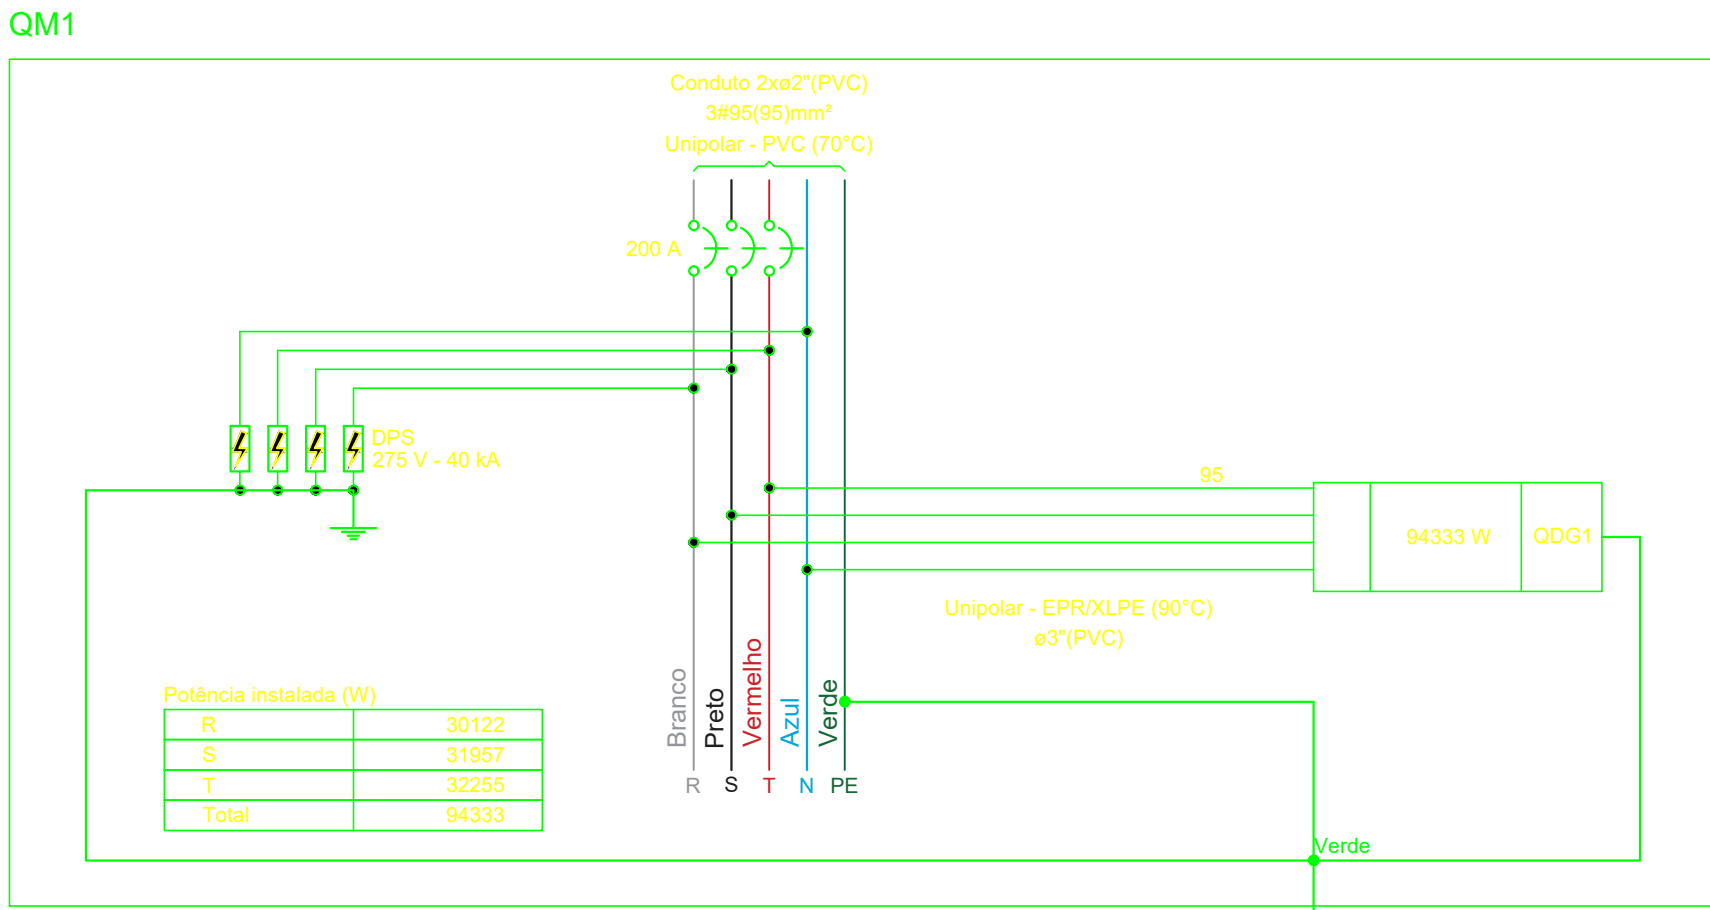 QM1
Conduto 2xø2"(PVC)
3#95(95)mm²
Unipolar - PVC (70°C)
200 A
DPS
275 V - 40 kA
95
94333 W
QDG1
Unipolar - EPR/XLPE (90°C)
ø3"(PVC)
Branco
Preto
Vermelho
Azul
Verde
R S T N PE
Potência instalada (W)
R 30122
S 31957
T 32255
Total 94333
Verde